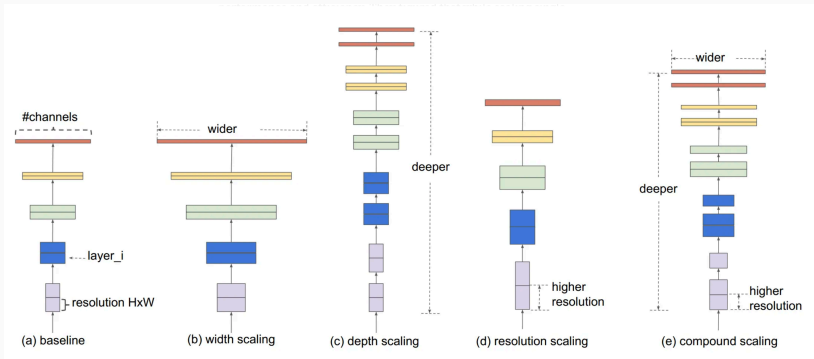 #channels
layer_i
resolution HxW
(a) baseline
wider
(b) width scaling
deeper
(c) depth scaling
higher
resolution
(d) resolution scaling
wider
deeper
higher
resolution
(e) compound scaling